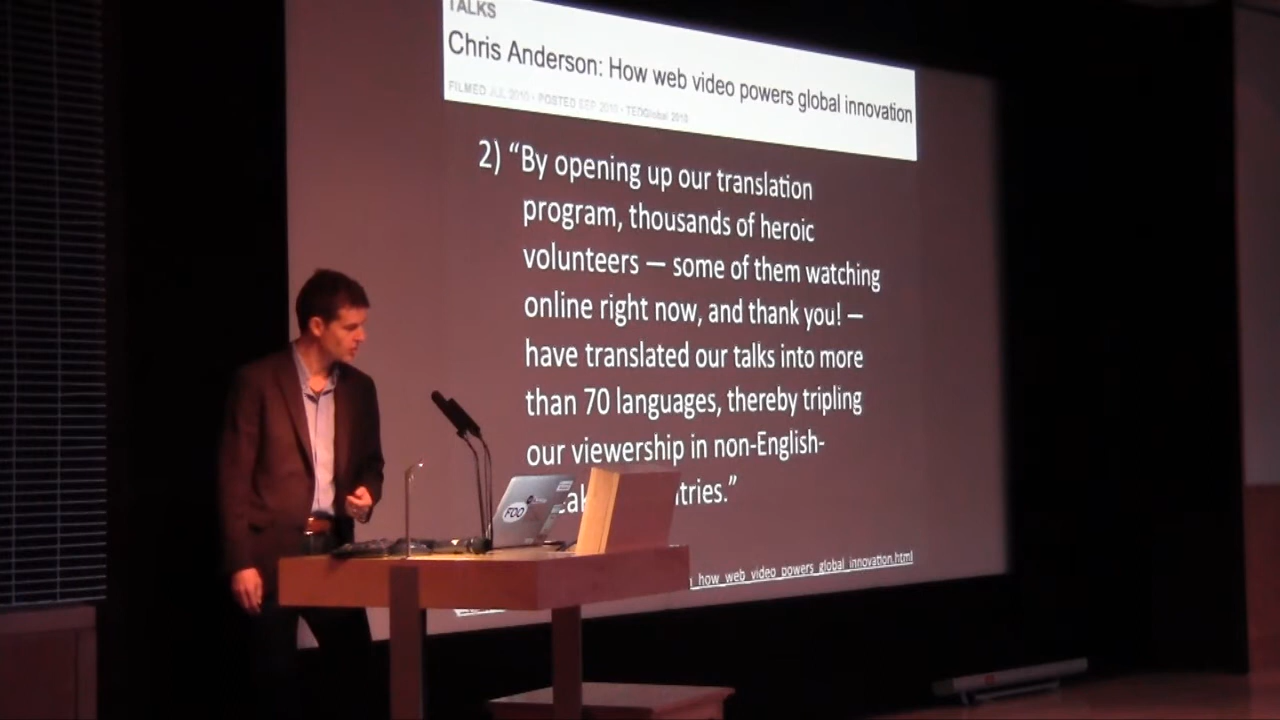 TALKS
Chris Anderson: How web video powers global innovation
FILMED JUL 2010 • POSTED SEP 2010 • TEDGlobal 2010
2) “By opening up our translation
program, thousands of heroic
volunteers — some of them watching
online right now, and thank you! —
have translated our talks into more
than 70 languages, thereby tripling
our viewership in non-English-
eak tries.”
_how_web_video_powers_global_innovation.html
FOO